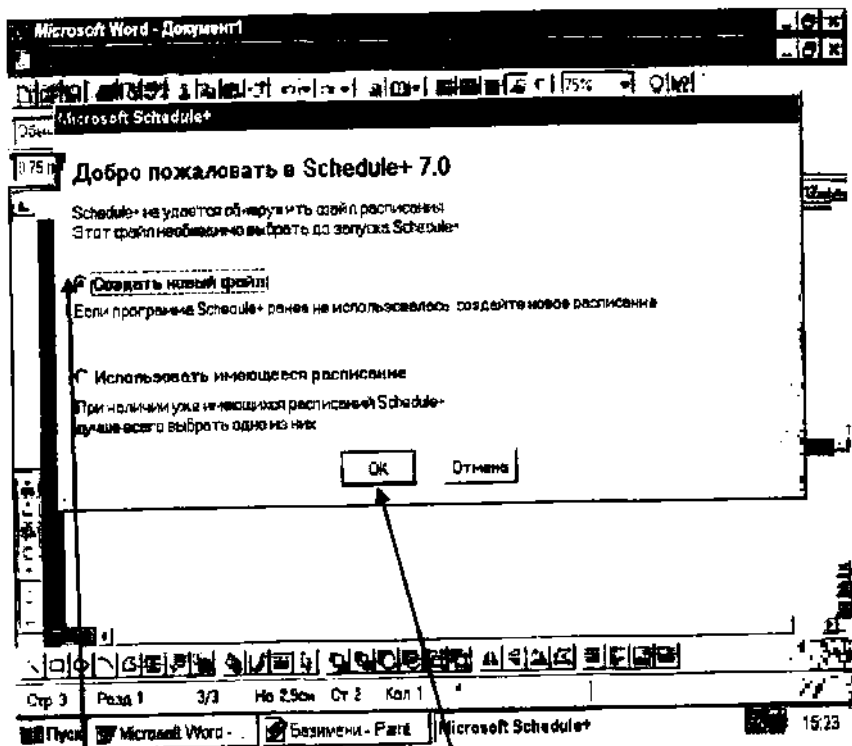 Microsoft Word - Документ1
75%
Microsoft Schedule+
Добро пожаловать в Schedule+ 7.0
Schedule+ не удается обнаружить файл расписания
Этот файл необходимо выбрать до запуска Schedule+
Создать новый файл
Если программа Schedule+ ранее не использовалась, создайте новое расписание
Использовать имеющееся расписание
При наличии уже имеющихся расписаний Schedule+
лучше всего выбрать одно из них
OK
Отмена
Стр 3 Разд 1 3/3 На 2,9см Ст 2 Кол 1
Пуск Microsoft Word - .. Безимени - Paint Microsoft Schedule+ 15:23